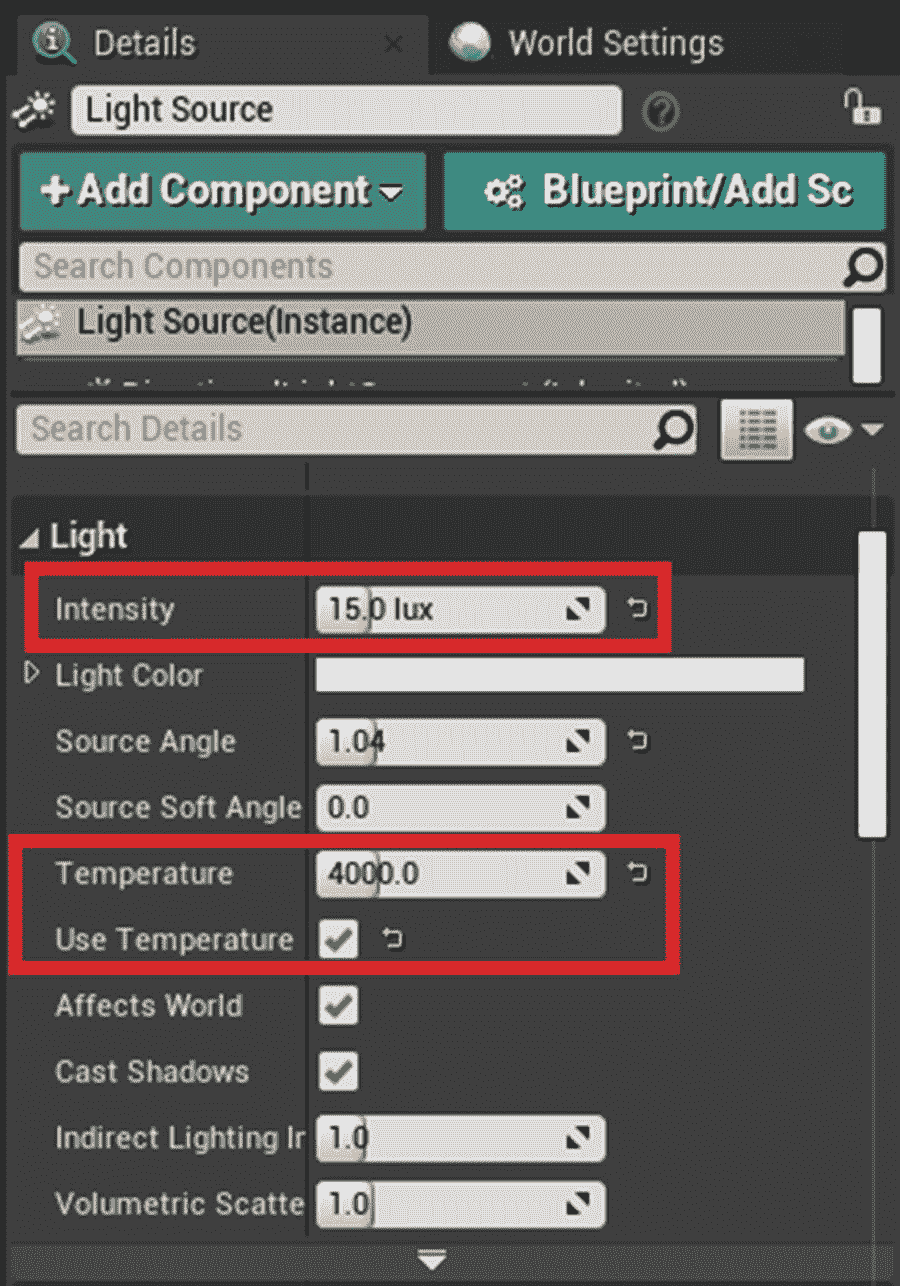 Details
World Settings
Light Source
Add Component
Blueprint/Add Sc
Search Components
Light Source(Instance)
Search Details
Light
Intensity 15.0 lux
Light Color
Source Angle 1.04
Source Soft Angle 0.0
Temperature 4000.0
Use Temperature
Affects World
Cast Shadows
Indirect Lighting Ir 1.0
Volumetric Scatte 1.0